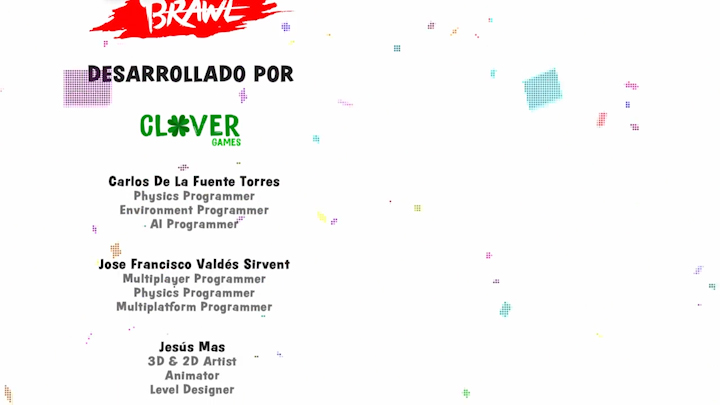 BRAWL
DESARROLLADO POR
CLOVER
GAMES
Carlos De La Fuente Torres
Physics Programmer
Environment Programmer
AI Programmer
Jose Francisco Valdés Sirvent
Multiplayer Programmer
Physics Programmer
Multiplatform Programmer
Jesús Mas
3D & 2D Artist
Animator
Level Designer